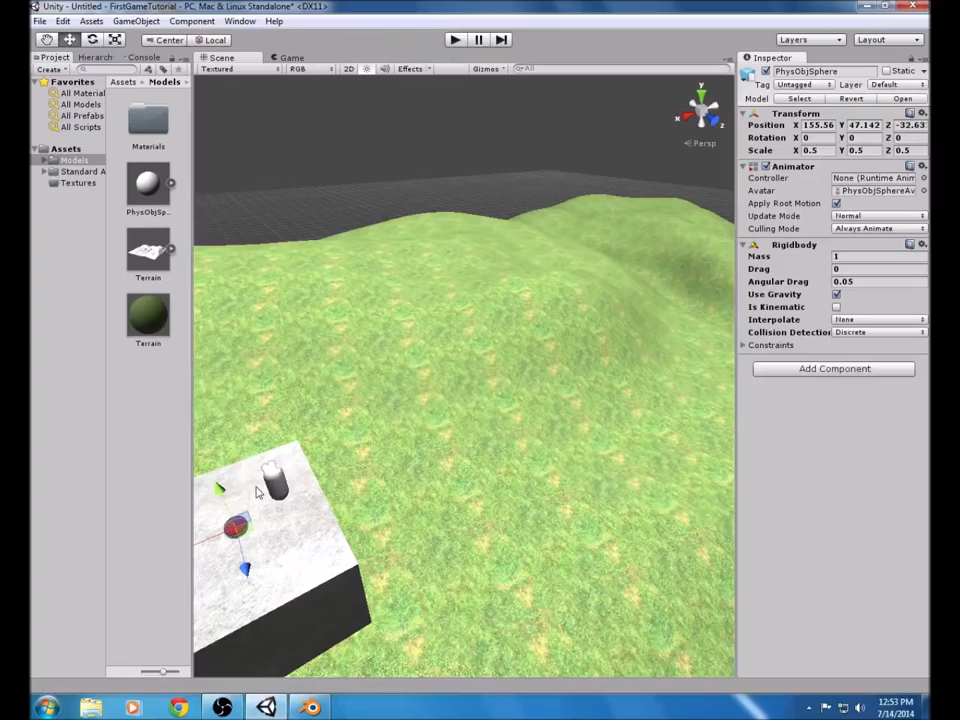 Unity - Untitled - FirstGameTutorial - PC, Mac & Linux Standalone* <DX11>
File Edit Assets GameObject Component Window Help
Center Local Layers Layout
Project Hierarch Console Scene Game Inspector
Create Textured RGB 2D Effects Gizmos All PhysObjSphere Static
Favorites Assets Models Tag Untagged Layer Default
All Material Model Select Revert Open
All Models Transform
All Prefabs Position X 155.56 Y 47.142 Z -32.63
All Scripts Rotation X 0 Y 0 Z 0
Materials Scale X 0.5 Y 0.5 Z 0.5
Assets
Models
Standard A
Textures
PhysObjSp...
Terrain
Terrain
y
x
z
Persp
Animator
Controller None (Runtime Anim
Avatar PhysObjSphereAv
Apply Root Motion
Update Mode Normal
Culling Mode Always Animate
Rigidbody
Mass 1
Drag 0
Angular Drag 0.05
Use Gravity
Is Kinematic
Interpolate None
Collision Detection Discrete
Constraints
Add Component
12:53 PM
7/14/2014